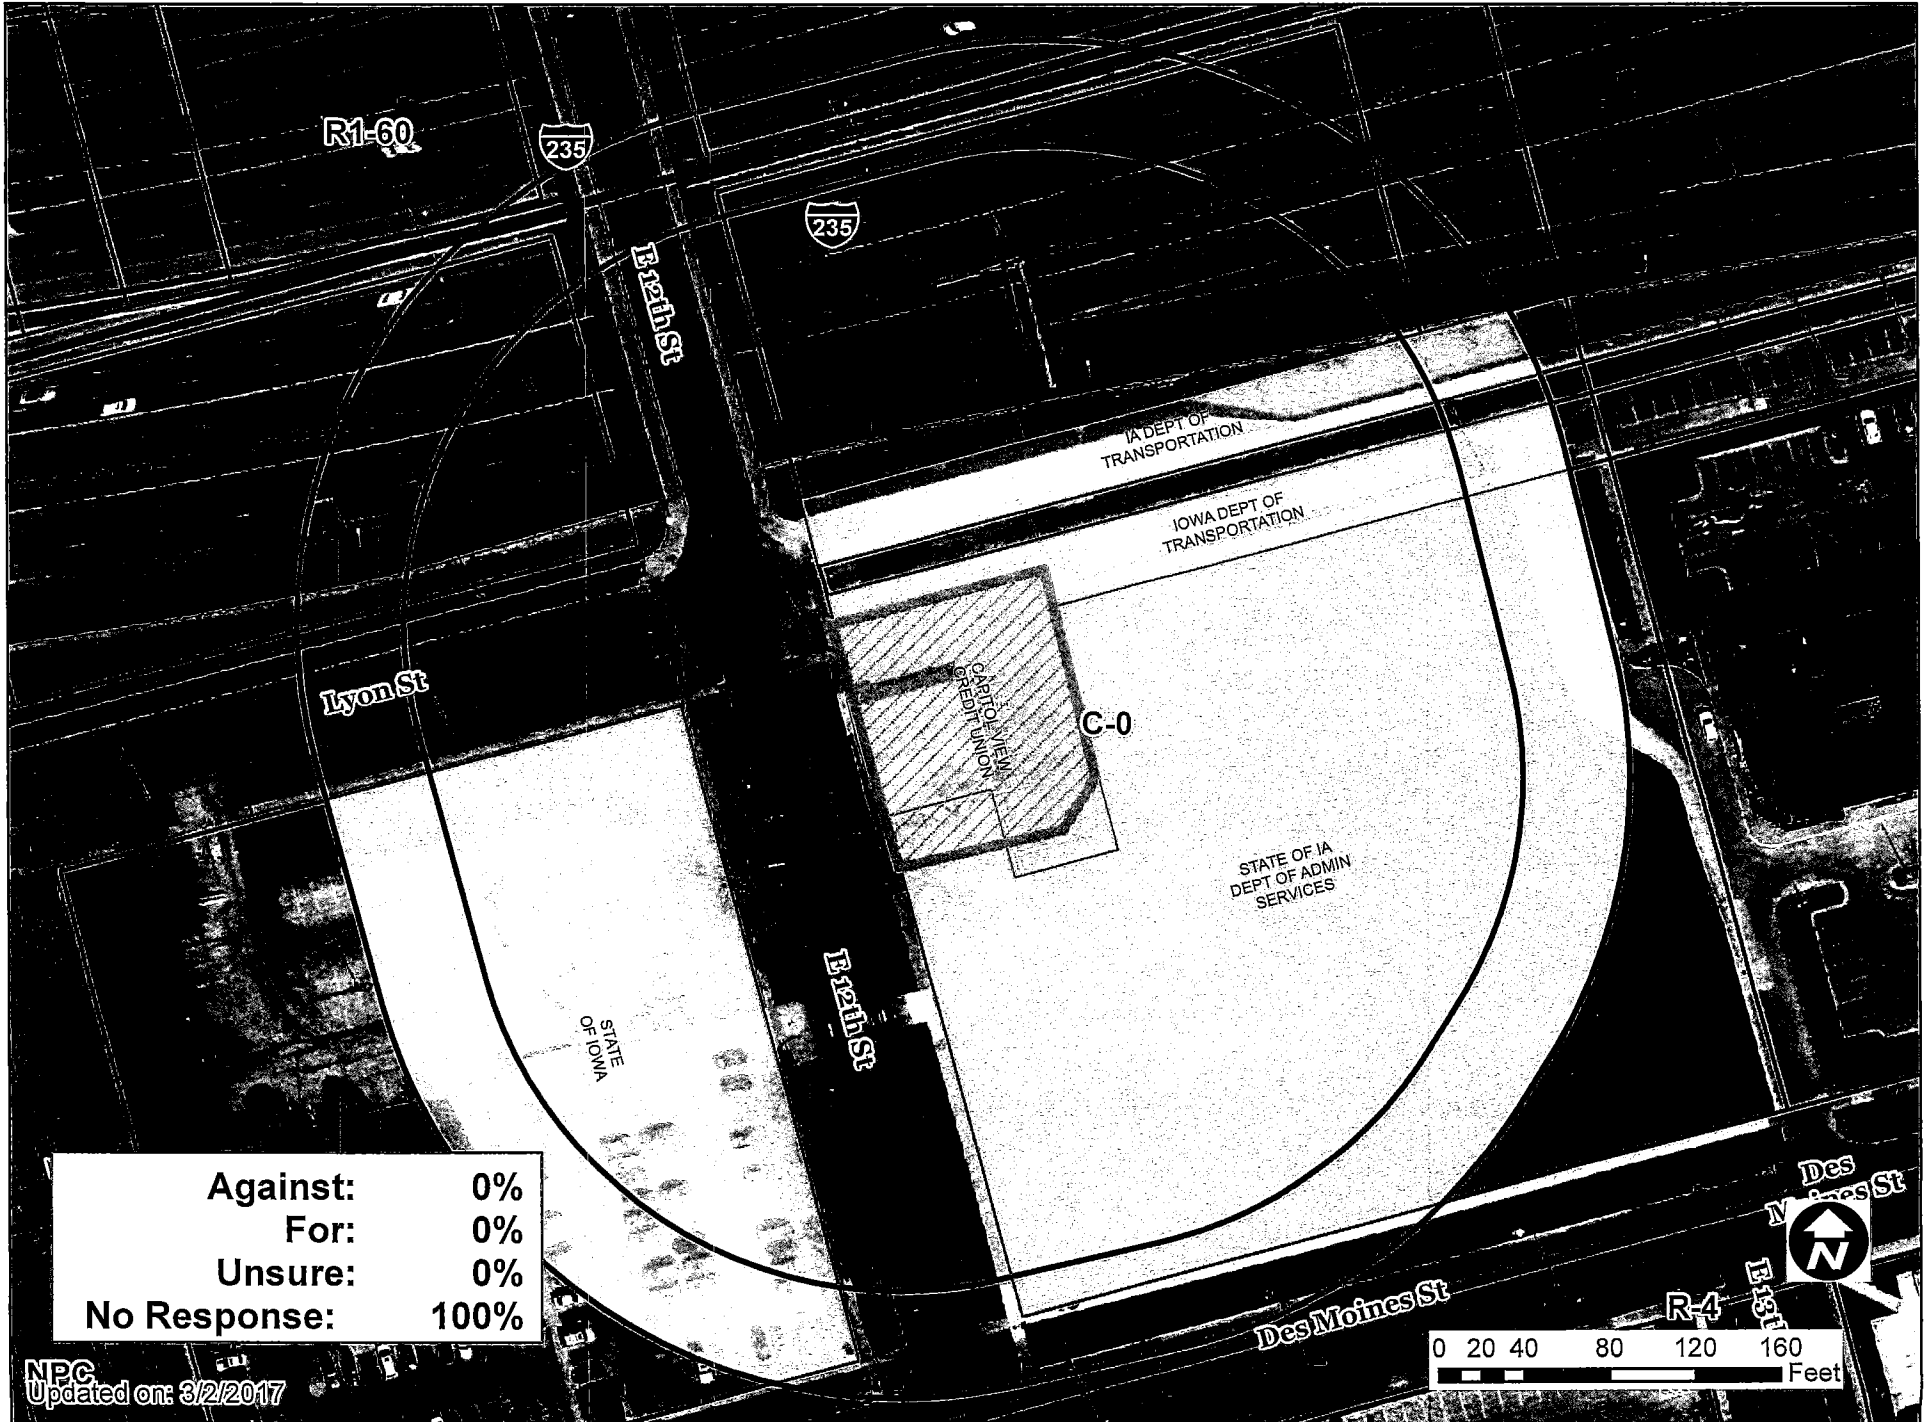 R1-60
235
235
E 12th St
IA DEPT OF
TRANSPORTATION
IOWA DEPT OF
TRANSPORTATION
Lyon St
CAPITOL VIEW
CREDIT UNION
C-0
STATE OF IA
DEPT OF ADMIN
SERVICES
E 12th St
STATE
OF IOWA
Against: 0%
For: 0%
Unsure: 0%
No Response: 100%
Des
Moines St
N
E 13th
Des Moines St
R-4
0 20 40 80 120 160
Feet
NPC
Updated on: 3/2/2017